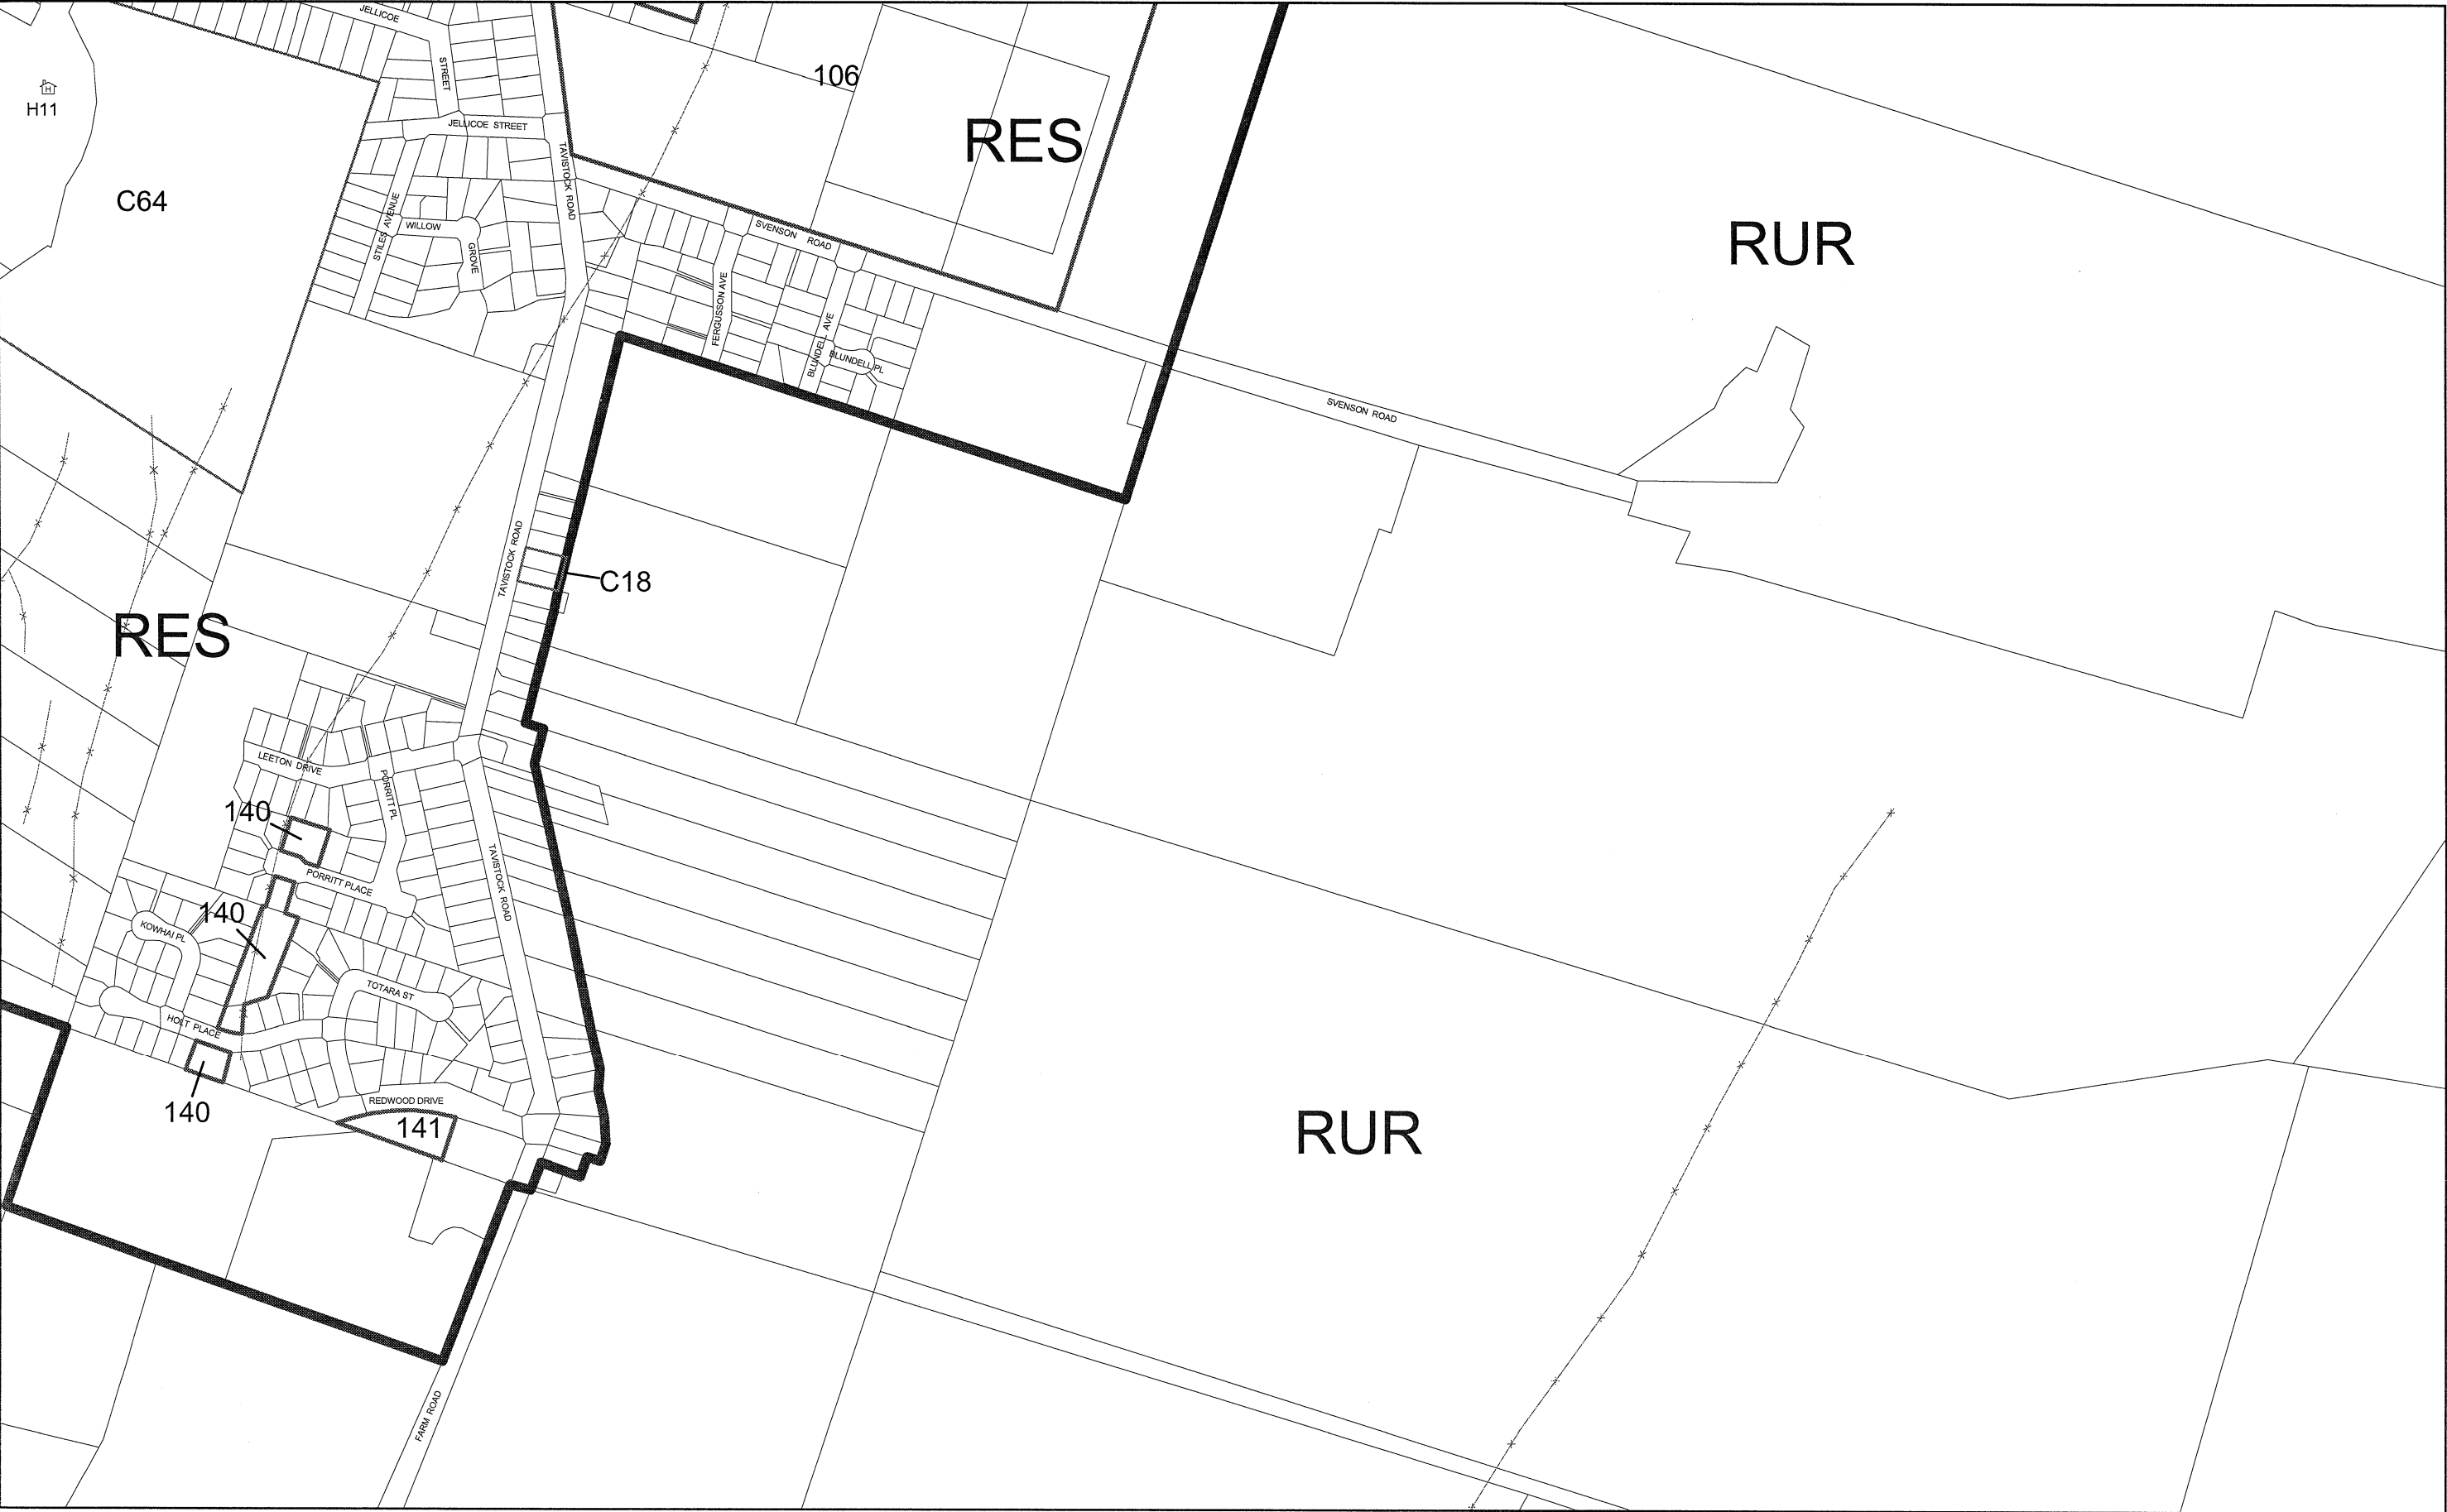 JELLICOE
STREET
106
H
H11
RES
JELLICOE STREET
TAVISTOCK ROAD
C64
STILES AVENUE
WILLOW
GROVE
SVENSON ROAD
RUR
FERGUSSON AVE
BLUNDELL AVE
BLUNDELL PL
SVENSON ROAD
TAVISTOCK ROAD
C18
RES
LEETON DRIVE
PORRITT PL
140
TAVISTOCK ROAD
PORRITT PLACE
140
KOWHAI PL
TOTARA ST
HOLT PLACE
140
REDWOOD DRIVE
141
RUR
FARM ROAD